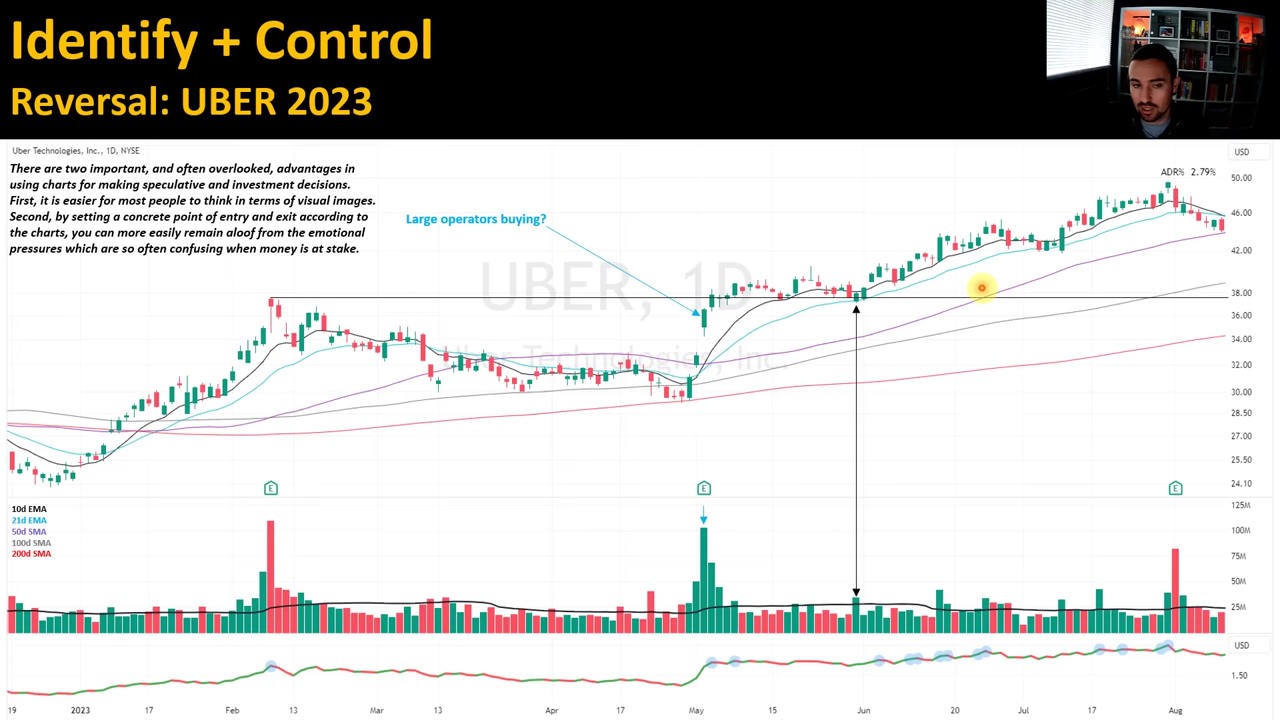 Identify + Control
Reversal: UBER 2023
Uber Technologies, Inc., 1D, NYSE
USD
There are two important, and often overlooked, advantages in
using charts for making speculative and investment decisions.
First, it is easier for most people to think in terms of visual images.
Second, by setting a concrete point of entry and exit according to
the charts, you can more easily remain aloof from the emotional
pressures which are so often confusing when money is at stake.
ADR% 2.79%
Large operators buying?
UBER, 1D
Uber Technologies, Inc.
50.00
46.00
42.00
38.00
36.00
34.00
32.00
30.00
28.50
27.00
25.50
24.10
E
E
E
10d EMA
21d EMA
50d SMA
100d SMA
200d SMA
125M
100M
75M
50M
25M
USD
1.50
19
2023
17
Feb
13
Mar
13
Apr
17
May
15
Jun
20
Jul
17
Aug